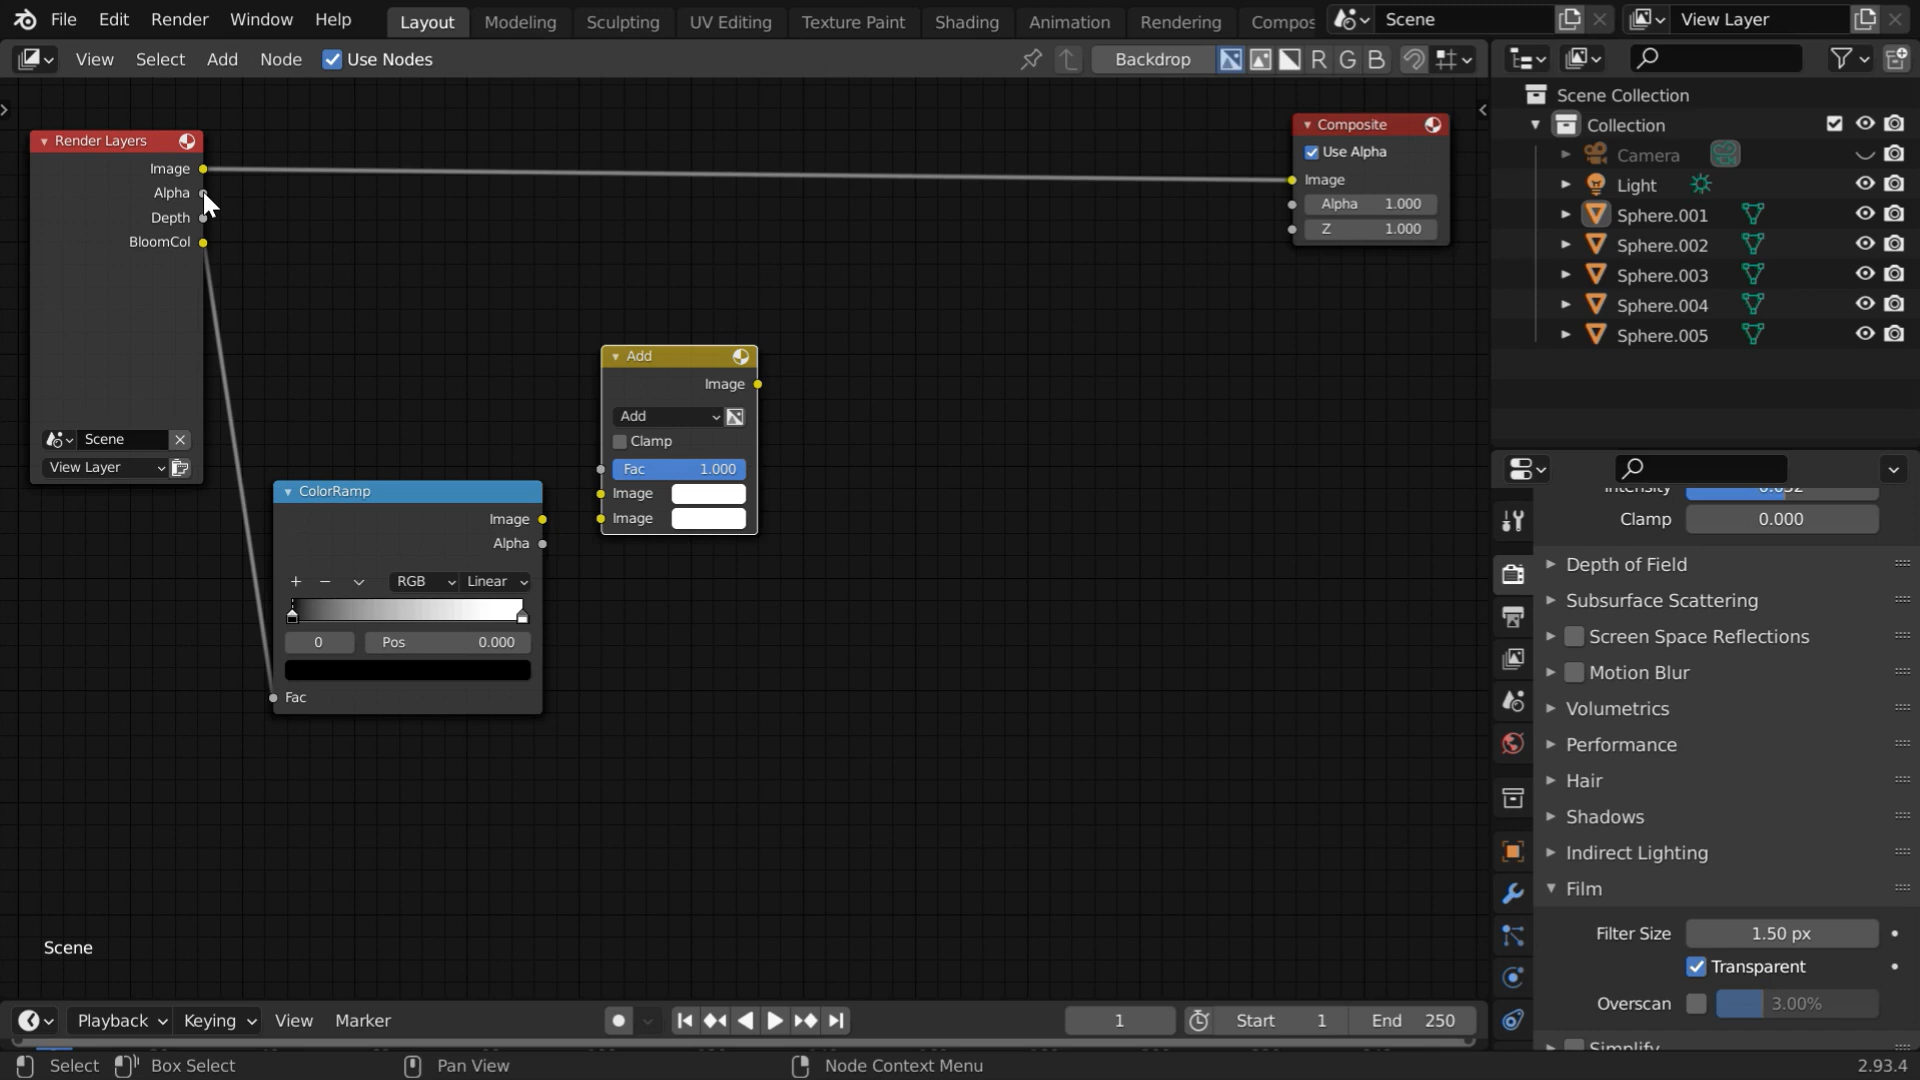 File Edit Render Window Help Layout Modeling Sculpting UV Editing Texture Paint Shading Animation Rendering Compos Scene View Layer
View Select Add Node Use Nodes Backdrop R G B
Render Layers
Image
Alpha
Depth
BloomCol
Scene
View Layer
ColorRamp
Image
Alpha
RGB Linear
0 Pos 0.000
Fac
Add
Image
Add
Clamp
Fac 1.000
Image
Image
Composite
Use Alpha
Image
Alpha 1.000
Z 1.000
Scene
Scene Collection
Collection
Camera
Light
Sphere.001
Sphere.002
Sphere.003
Sphere.004
Sphere.005
Clamp 0.000
Depth of Field
Subsurface Scattering
Screen Space Reflections
Motion Blur
Volumetrics
Performance
Hair
Shadows
Indirect Lighting
Film
Filter Size 1.50 px
Transparent
Overscan 3.00%
Simplify
Playback Keying View Marker 1 Start 1 End 250
Select Box Select Pan View Node Context Menu 2.93.4